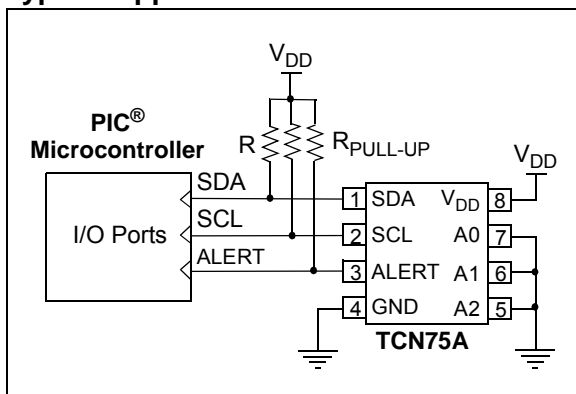 V_DD
PIC®
Microcontroller
R
R_PULL-UP
V_DD
SDA
1 SDA
V_DD 8
I/O Ports
SCL
2 SCL
A0 7
ALERT
3 ALERT
A1 6
4 GND
A2 5
TCN75A